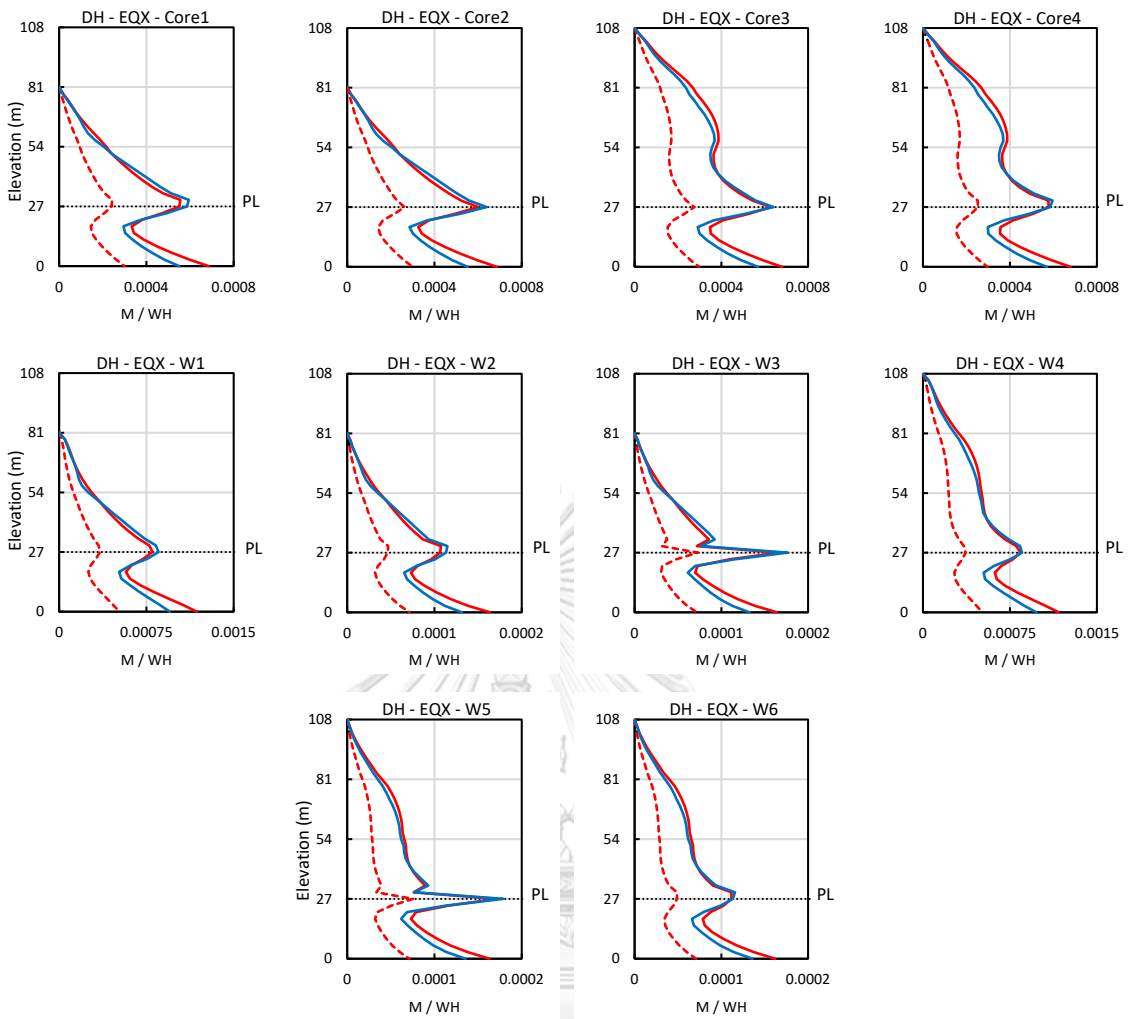 DH - EQX - Core1
DH - EQX - Core2
DH - EQX - Core3
DH - EQX - Core4
108 108 108 108
81 81 81 81
54 54 54 54
27 27 27 27
0 0 0 0
Elevation (m)
PL PL PL PL
0 0.0004 0.0008
0 0.0004 0.0008
0 0.0004 0.0008
0 0.0004 0.0008
M / WH
M / WH
M / WH
M / WH
DH - EQX - W1
DH - EQX - W2
DH - EQX - W3
DH - EQX - W4
108 108 108 108
81 81 81 81
54 54 54 54
27 27 27 27
0 0 0 0
Elevation (m)
PL PL PL PL
0 0.00075 0.0015
0 0.0001 0.0002
0 0.0001 0.0002
0 0.00075 0.0015
M / WH
M / WH
M / WH
M / WH
DH - EQX - W5
DH - EQX - W6
108 108
81 81
54 54
27 27
0 0
Elevation (m)
PL PL
0 0.0001 0.0002
0 0.0001 0.0002
M / WH
M / WH